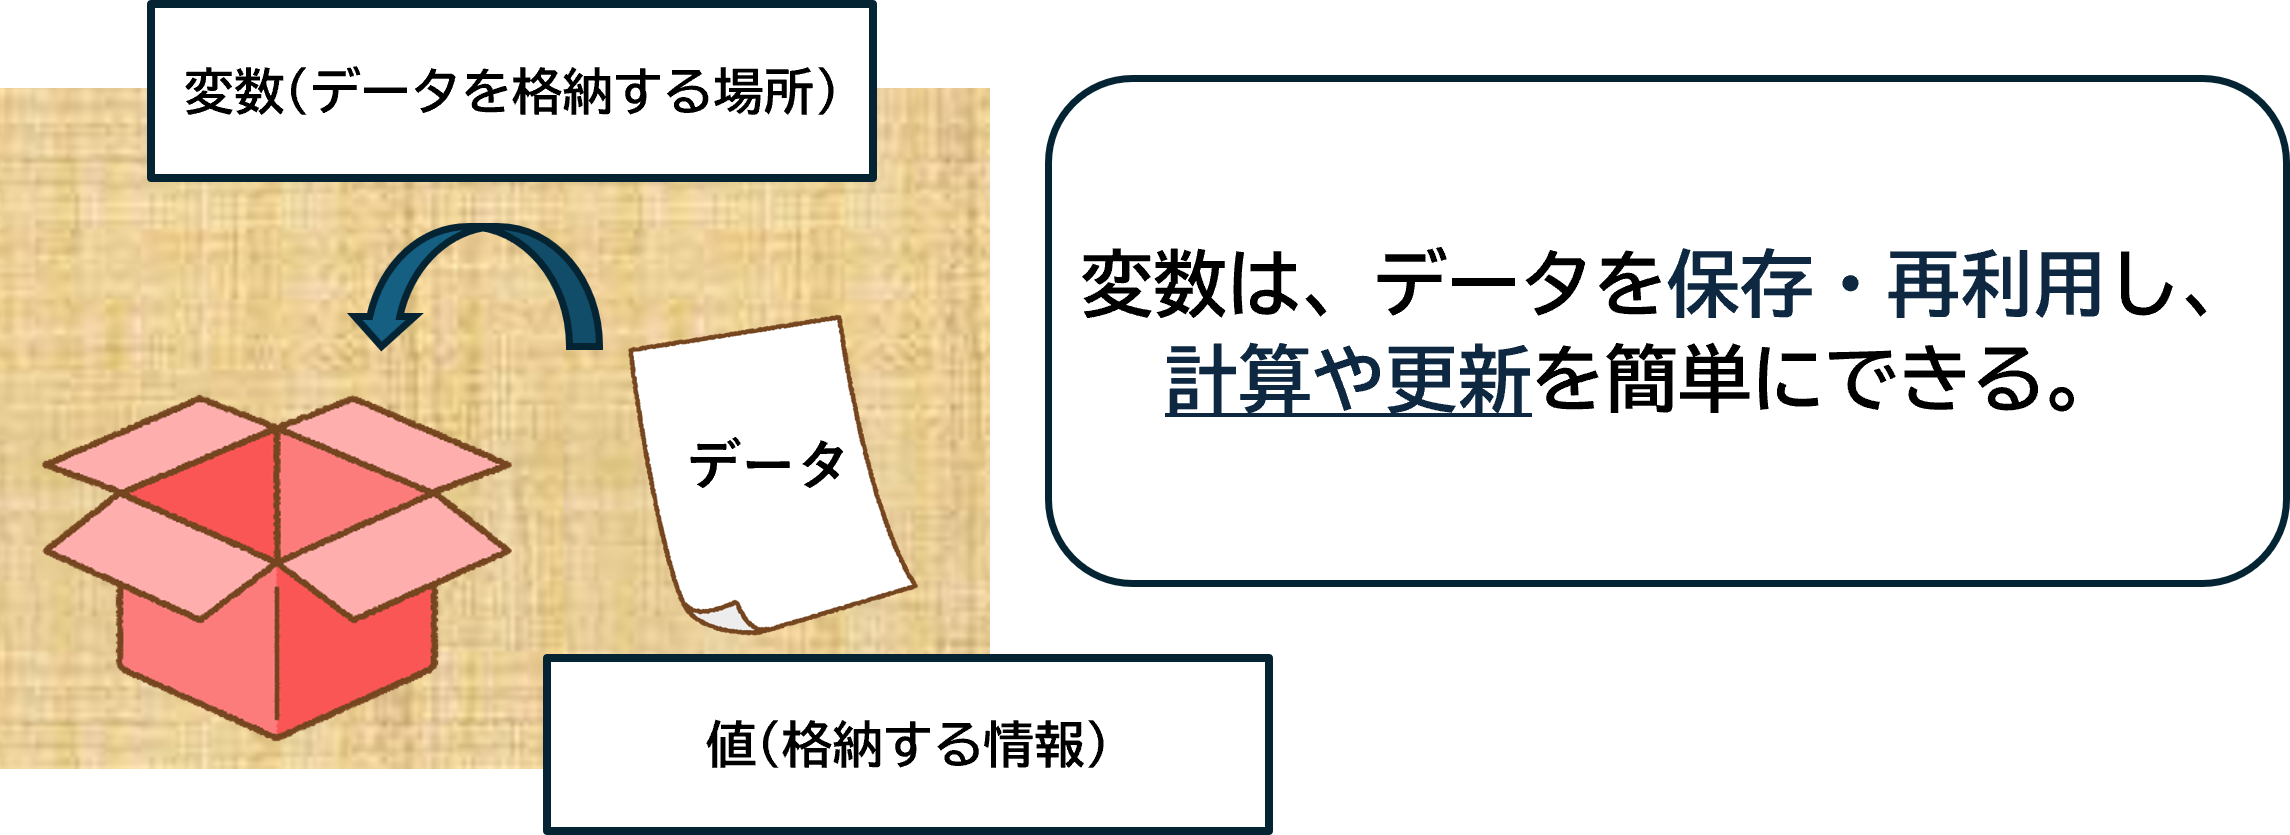 変数(データを格納する場所)
変数は、データを保存・再利用し、
計算や更新を簡単にできる。
データ
値(格納する情報)